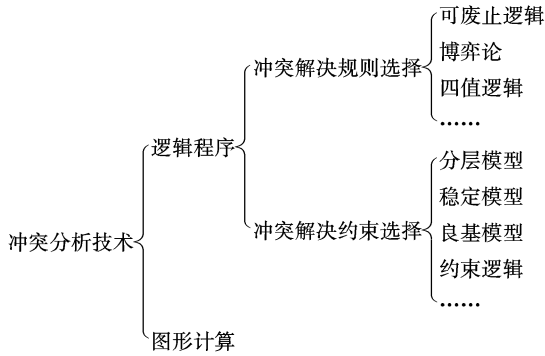 可废止逻辑
博弈论
冲突解决规则选择
四值逻辑
……
逻辑程序
分层模型
稳定模型
冲突解决约束选择
良基模型
冲突分析技术
约束逻辑
……
图形计算